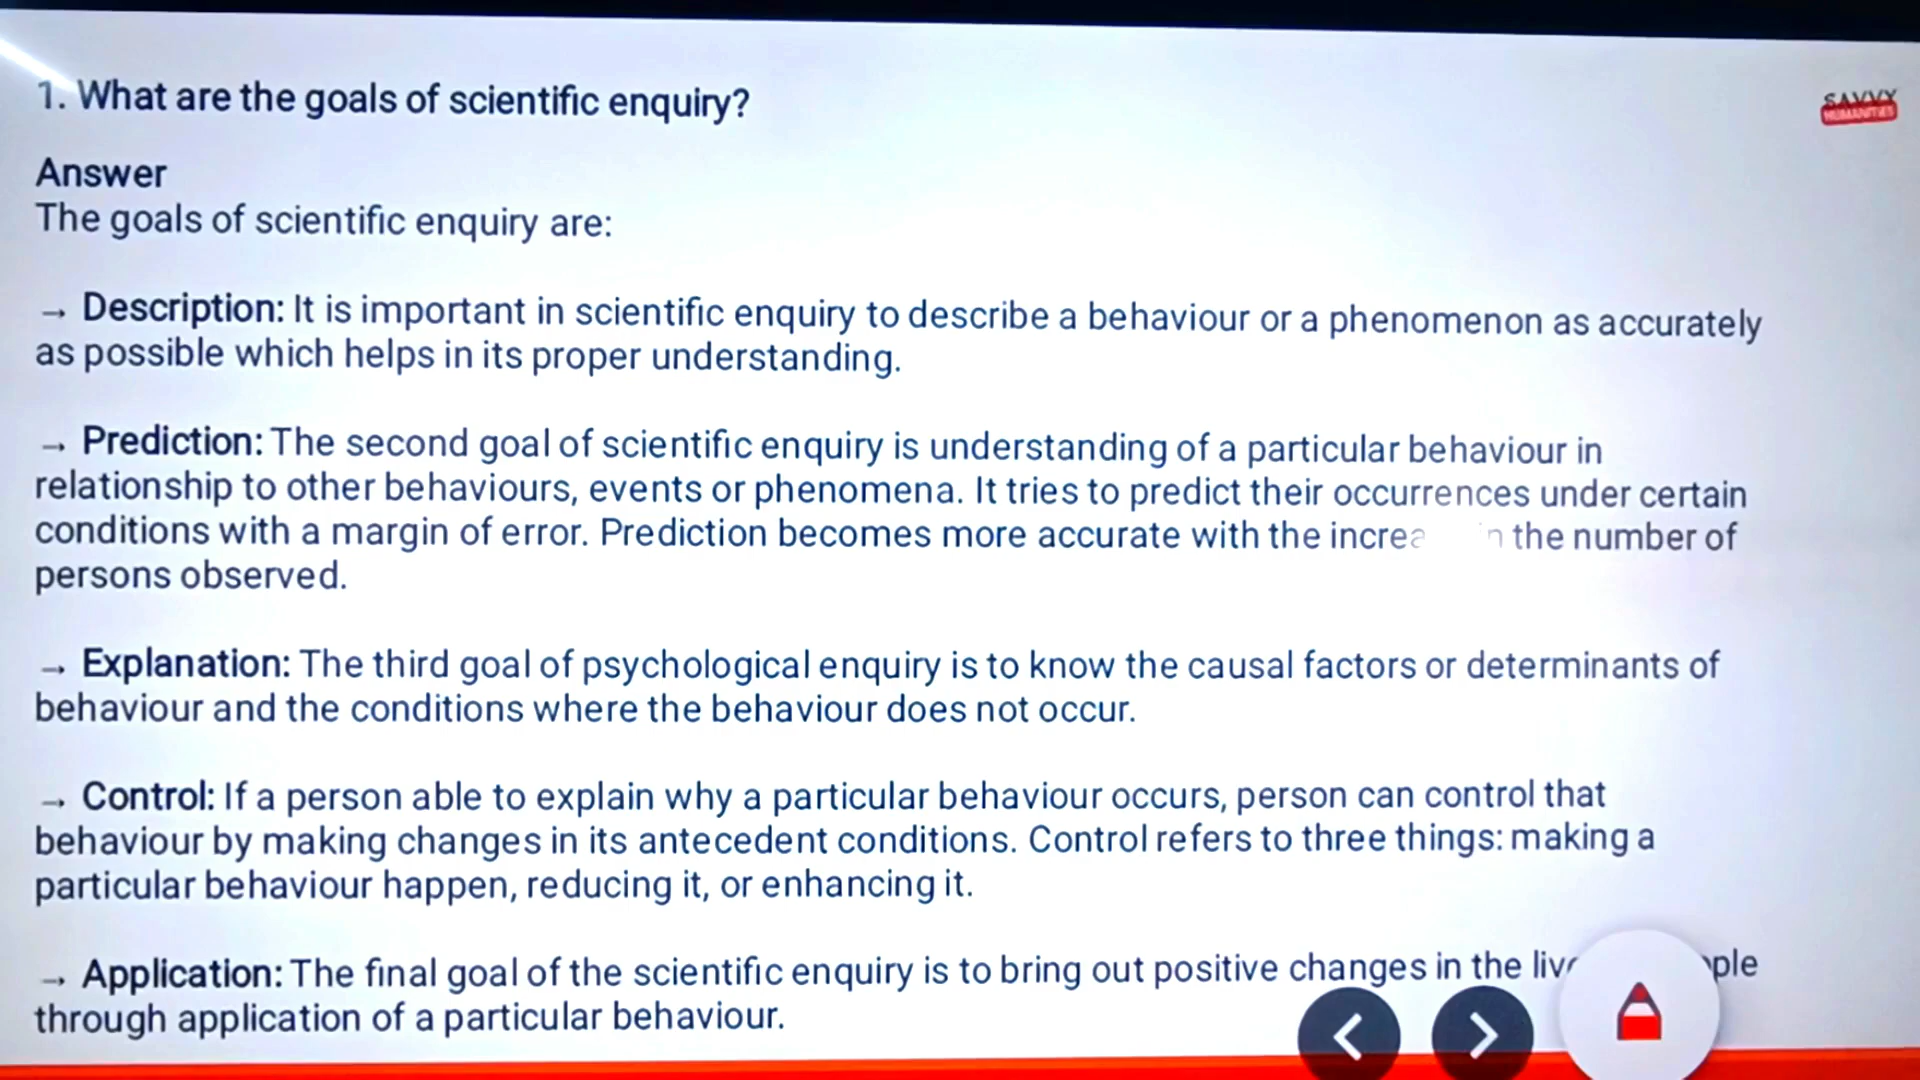 1. What are the goals of scientific enquiry?
SAVVY
HUMANITIES
Answer
The goals of scientific enquiry are:
→ Description: It is important in scientific enquiry to describe a behaviour or a phenomenon as accurately
as possible which helps in its proper understanding.
→ Prediction: The second goal of scientific enquiry is understanding of a particular behaviour in
relationship to other behaviours, events or phenomena. It tries to predict their occurrences under certain
conditions with a margin of error. Prediction becomes more accurate with the the number of
persons observed.
→ Explanation: The third goal of psychological enquiry is to know the causal factors or determinants of
behaviour and the conditions where the behaviour does not occur.
→ Control: If a person able to explain why a particular behaviour occurs, person can control that
behaviour by making changes in its antecedent conditions. Control refers to three things: making a
particular behaviour happen, reducing it, or enhancing it.
→ Application: The final goal of the scientific enquiry is to bring out positive changes in the
through application of a particular behaviour.